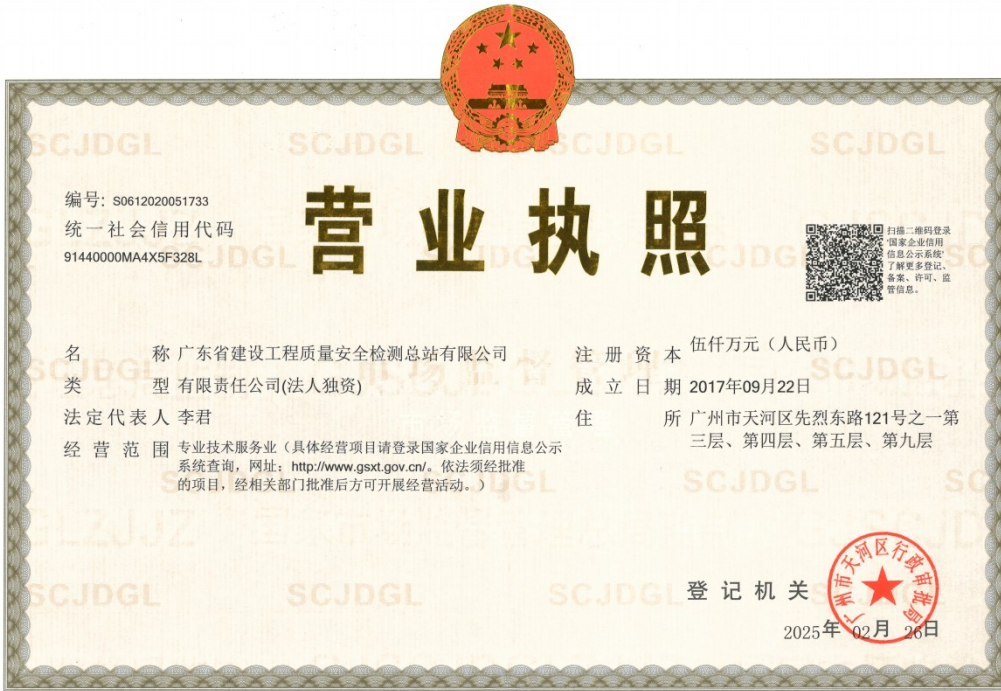 编号: S0612020051733
统一社会信用代码
91440000MA4X5F328L
营业执照
扫描二维码登录
'国家企业信用
信息公示系统'
了解更多登记、
备案、许可、监
管信息。
名称 广东省建设工程质量安全检测总站有限公司
类型 有限责任公司(法人独资)
法定代表人 李君
经营范围 专业技术服务业（具体经营项目请登录国家企业信用信息公示
系统查询，网址：http://www.gsxt.gov.cn/。依法须经批准
的项目，经相关部门批准后方可开展经营活动。）
注册资本 伍仟万元（人民币）
成立日期 2017年09月22日
住所 广州市天河区先烈东路121号之一第
三层、第四层、第五层、第九层
登记机关
广州市天河区行政审批局
2025年 02月 26日
SCJDGL